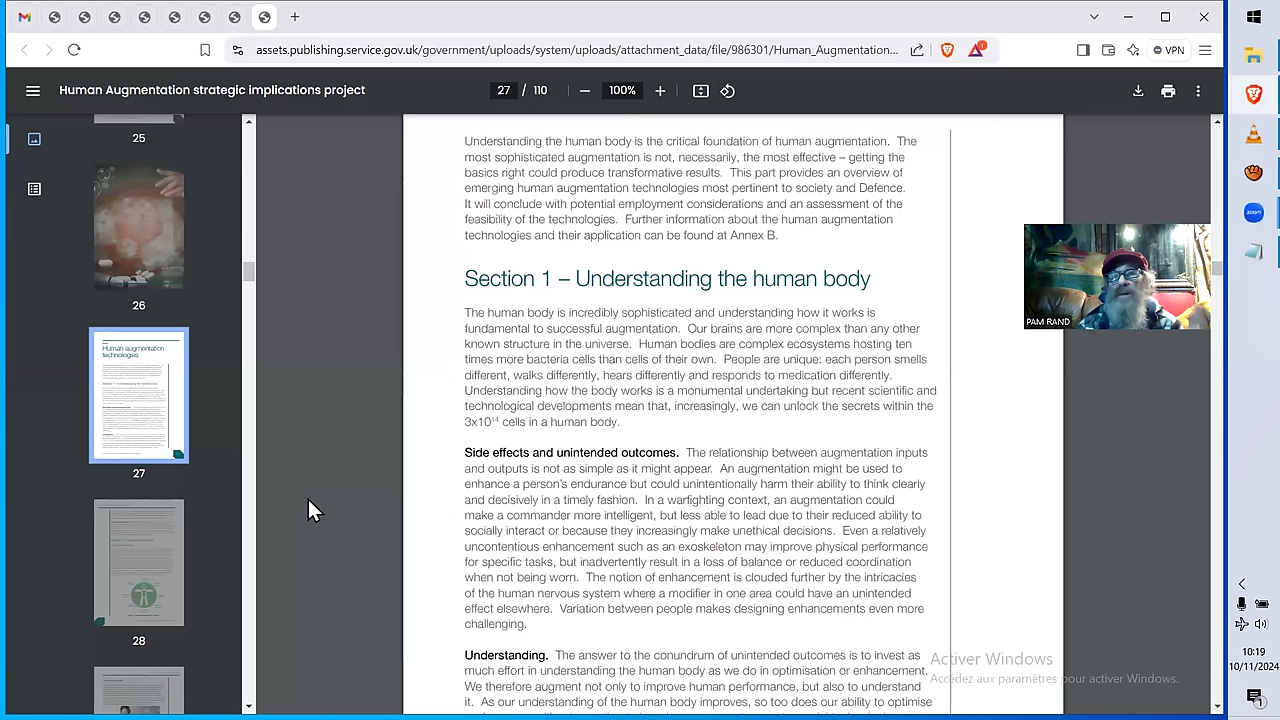 assets.publishing.service.gov.uk/government/uploads/system/uploads/attachment_data/file/986301/Human_Augmentation...
1
VPN
Human Augmentation strategic implications project
27 / 110
100%
25
26
Human augmentation
technologies
27
28
Understanding the human body is the critical foundation of human augmentation. The
most sophisticated augmentation is not, necessarily, the most effective – getting the
basics right could produce transformative results. This part provides an overview of
emerging human augmentation technologies most pertinent to society and Defence.
It will conclude with potential employment considerations and an assessment of the
feasibility of the technologies. Further information about the human augmentation
technologies and their application can be found at Annex B.
Section 1 – Understanding the human body
The human body is incredibly sophisticated and understanding how it works is
fundamental to successful augmentation. Our brains are more complex than any other
known structure in the universe. Human bodies are complex ecosystems hosting ten
times more bacterial cells than cells of their own. People are unique, each person smells
different, walks differently, hears differently and responds to medication differently.
Understanding how the body works is a monumental undertaking but recent scientific and
technological developments mean that, increasingly, we can unlock the secrets within the
3x10¹⁴ cells in a human body.
Side effects and unintended outcomes. The relationship between augmentation inputs
and outputs is not as simple as it might appear. An augmentation might be used to
enhance a person's endurance but could unintentionally harm their ability to think clearly
and decisively in a timely fashion. In a warfighting context, an augmentation could
make a commander more intelligent, but less able to lead due to their reduced ability to
socially interact or because they increasingly make unethical decisions. Even a relatively
uncontentious enhancement such as an exoskeleton may improve physical performance
for specific tasks, but inadvertently result in a loss of balance or reduced coordination
when not being worn. The notion of enhancement is clouded further by the intricacies
of the human nervous system where a modifier in one area could have an unintended
effect elsewhere. Variation between people makes designing enhancements even more
challenging.
Understanding. The answer to the conundrum of unintended outcomes is to invest as
much effort in understanding the human body as we do in optimisation or enhancement.
We therefore augment not only to improve human performance, but also to understand
it. As our understanding of the human body improves, so too does our ability to optimise
PAM RAND
zoom
Activer Windows
Accédez aux paramètres pour activer Windows.
10:19
10/11/2024